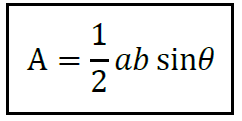 A = 1/2 ab sinθ